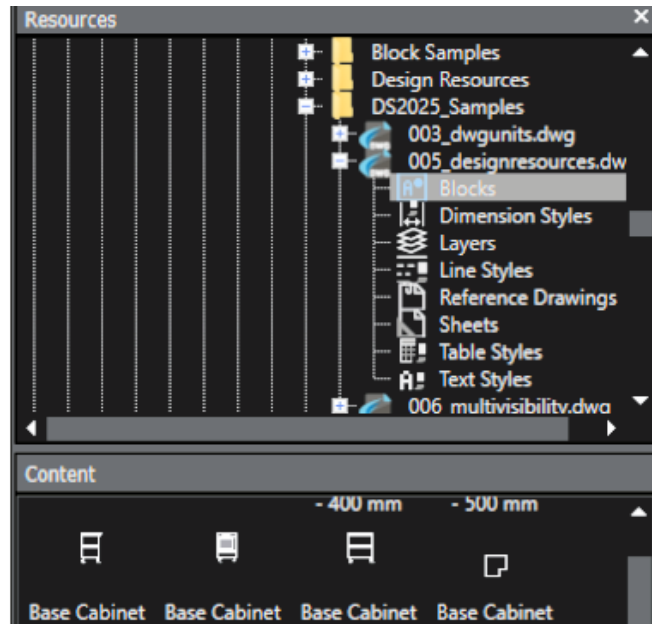 Resources
Block Samples
Design Resources
DS2025_Samples
003_dwgunits.dwg
005_designresources.dw
Blocks
Dimension Styles
Layers
Line Styles
Reference Drawings
Sheets
Table Styles
Text Styles
006_multivisibility.dwg
Content
- 400 mm - 500 mm
Base Cabinet Base Cabinet Base Cabinet Base Cabinet